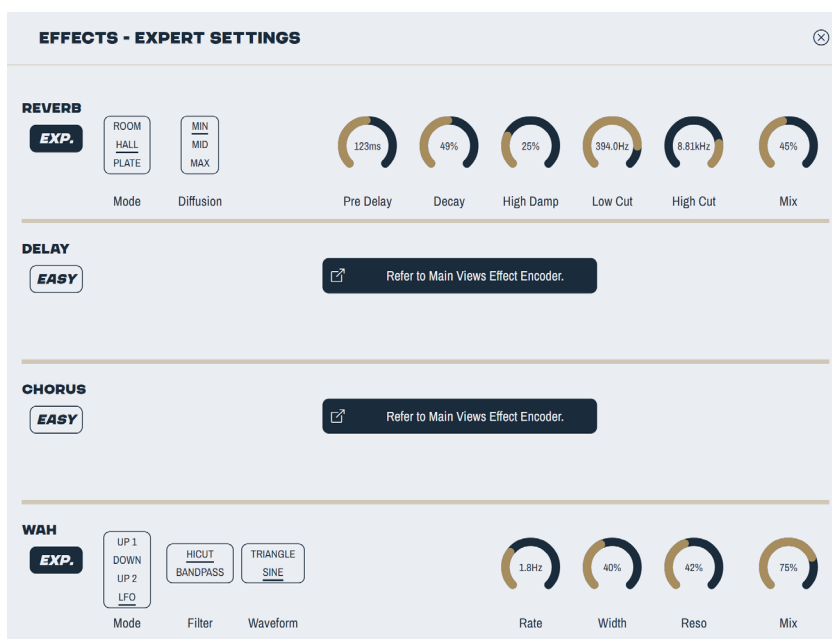 EFFECTS - EXPERT SETTINGS
REVERB
EXP.
ROOM
HALL
PLATE
Mode
MIN
MID
MAX
Diffusion
123ms
Pre Delay
49%
Decay
25%
High Damp
394.0Hz
Low Cut
8.81kHz
High Cut
45%
Mix
DELAY
EASY
Refer to Main Views Effect Encoder.
CHORUS
EASY
Refer to Main Views Effect Encoder.
WAH
EXP.
UP 1
DOWN
UP 2
LFO
Mode
HICUT
BANDPASS
Filter
TRIANGLE
SINE
Waveform
1.8Hz
Rate
40%
Width
42%
Reso
75%
Mix